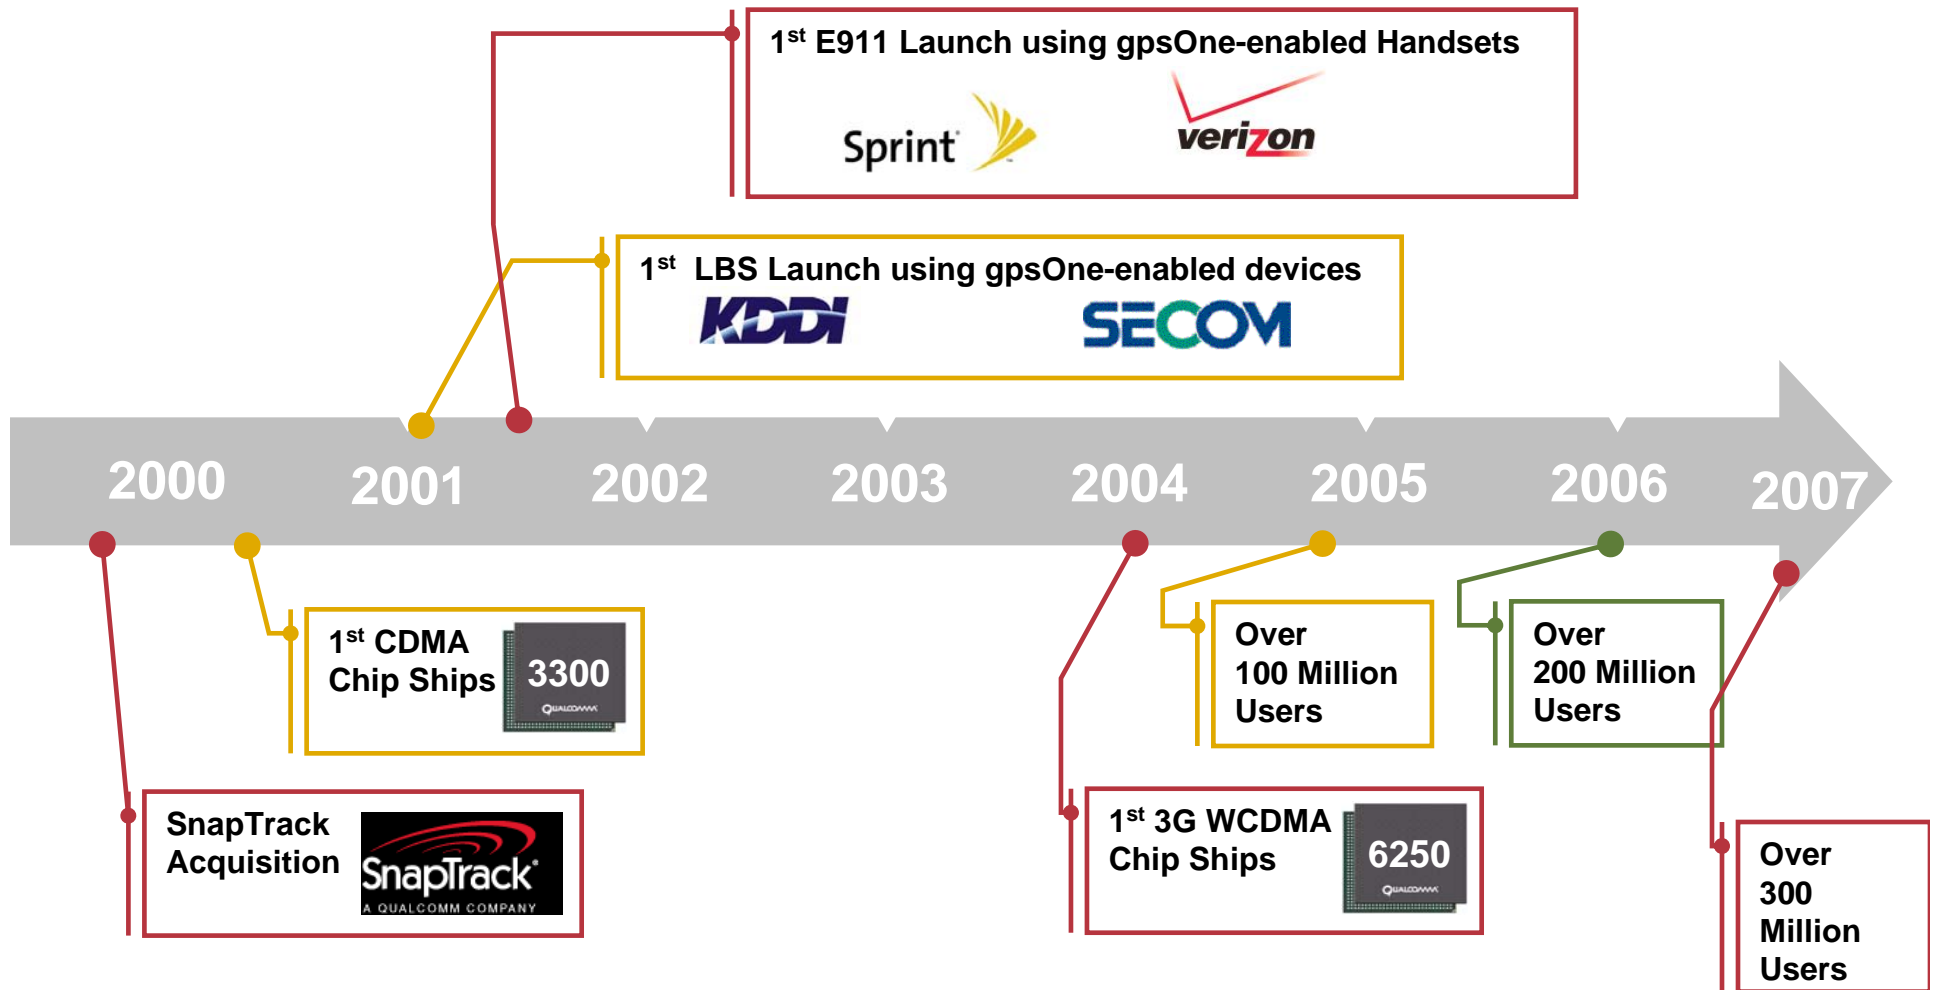 1st E911 Launch using gpsOne-enabled Handsets
Sprint
verizon
1st LBS Launch using gpsOne-enabled devices
KDDI
SECOM
2000 2001 2002 2003 2004 2005 2006 2007
1st CDMA
Chip Ships
3300
QUALCOMM
Over
100 Million
Users
Over
200 Million
Users
SnapTrack
Acquisition
SnapTrack®
A QUALCOMM COMPANY
1st 3G WCDMA
Chip Ships
6250
QUALCOMM
Over
300
Million
Users